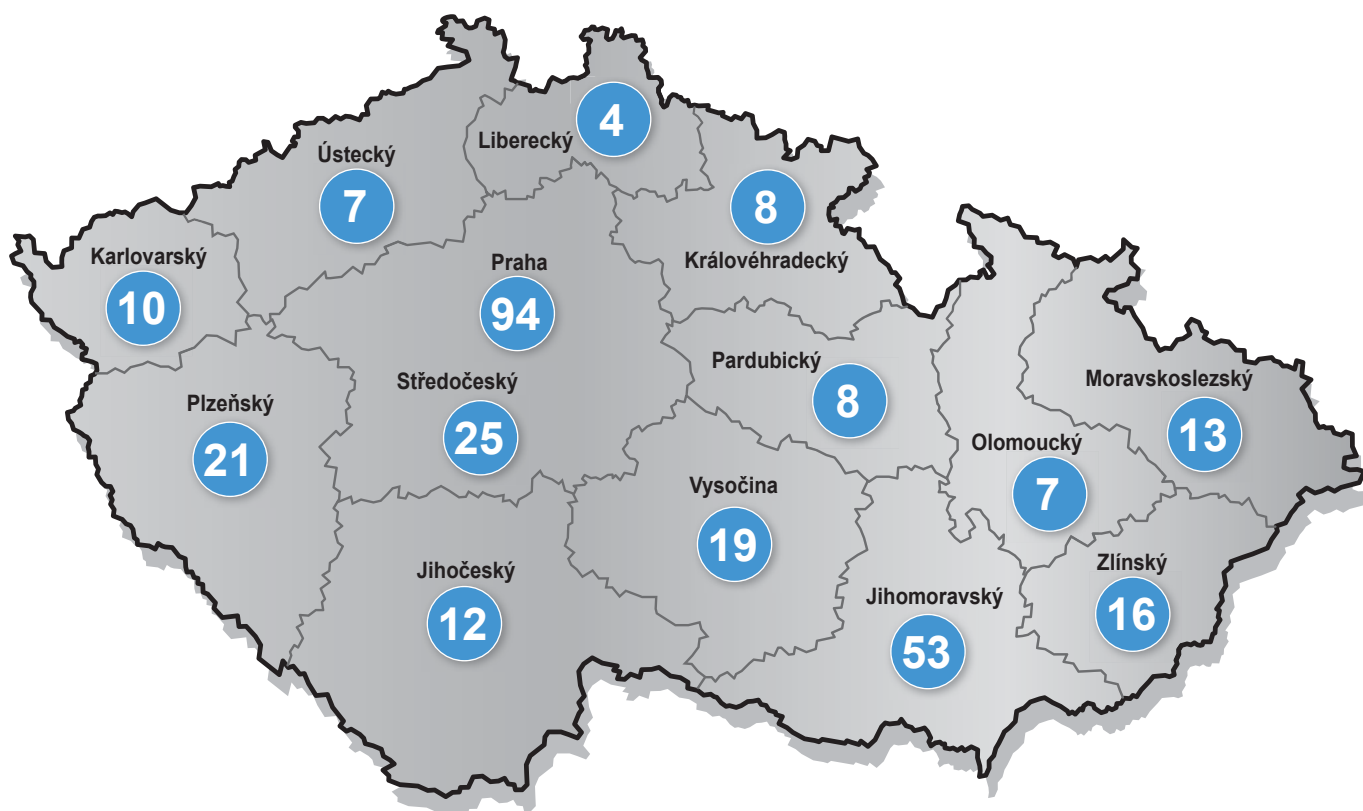 Liberecký
4
Ústecký
7
8
Královéhradecký
Karlovarský
10
Praha
94
Pardubický
8
Moravskoslezský
13
Středočeský
25
Plzeňský
21
Olomoucký
7
Vysočina
19
Zlínský
16
Jihočeský
12
Jihomoravský
53